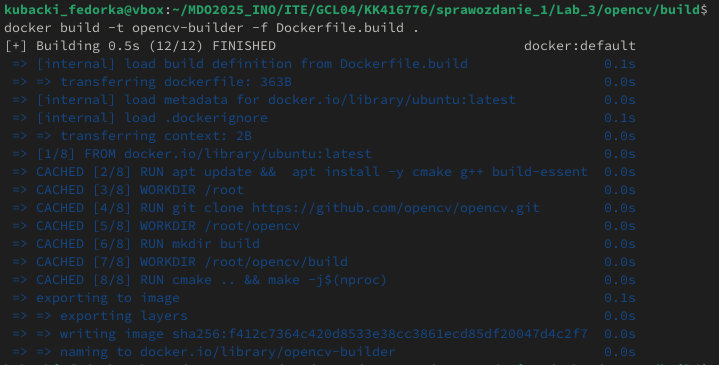 kubacki_fedorka@vbox:~/MDO2025_INO/ITE/GCL04/KK416776/sprawozdanie_1/Lab_3/opencv/build$
docker build -t opencv-builder -f Dockerfile.build .
[+] Building 0.5s (12/12) FINISHED docker:default
=> [internal] load build definition from Dockerfile.build 0.1s
=> => transferring dockerfile: 363B 0.0s
=> [internal] load metadata for docker.io/library/ubuntu:latest 0.0s
=> [internal] load .dockerignore 0.1s
=> => transferring context: 2B 0.0s
=> [1/8] FROM docker.io/library/ubuntu:latest 0.0s
=> CACHED [2/8] RUN apt update && apt install -y cmake g++ build-essent 0.0s
=> CACHED [3/8] WORKDIR /root 0.0s
=> CACHED [4/8] RUN git clone https://github.com/opencv/opencv.git 0.0s
=> CACHED [5/8] WORKDIR /root/opencv 0.0s
=> CACHED [6/8] RUN mkdir build 0.0s
=> CACHED [7/8] WORKDIR /root/opencv/build 0.0s
=> CACHED [8/8] RUN cmake .. && make -j$(nproc) 0.0s
=> exporting to image 0.1s
=> => exporting layers 0.0s
=> => writing image sha256:f412c7364c420d8533e38cc3861ecd85df20047d4c2f7 0.0s
=> => naming to docker.io/library/opencv-builder 0.0s